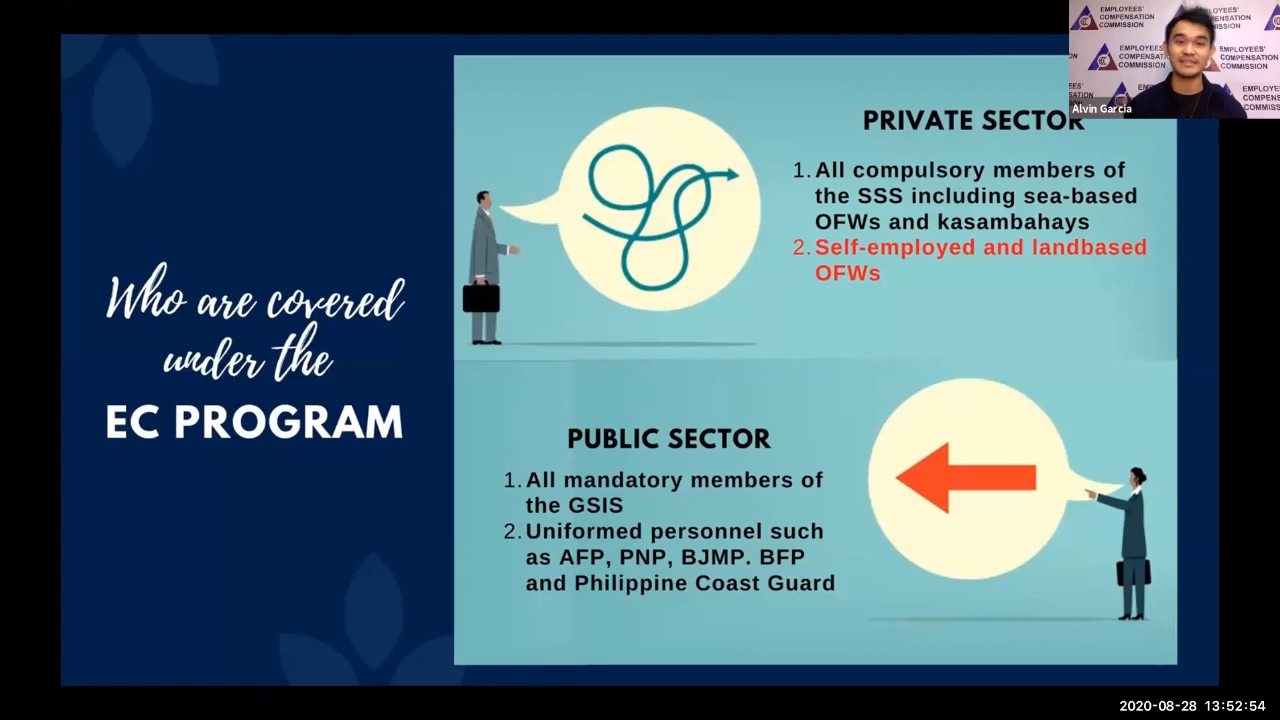 Who are covered
under the
EC PROGRAM
PRIVATE SECTOR
1. All compulsory members of
the SSS including sea-based
OFWs and kasambahays
2. Self-employed and landbased
OFWs
PUBLIC SECTOR
1. All mandatory members of
the GSIS
2. Uniformed personnel such
as AFP, PNP, BJMP. BFP
and Philippine Coast Guard
EMPLOYEES'
COMPENSATION
COMMISSION
EMPLOYEES'
COMPENSATION
COMMISSION
Alvin Garcia
2020-08-28 13:52:54